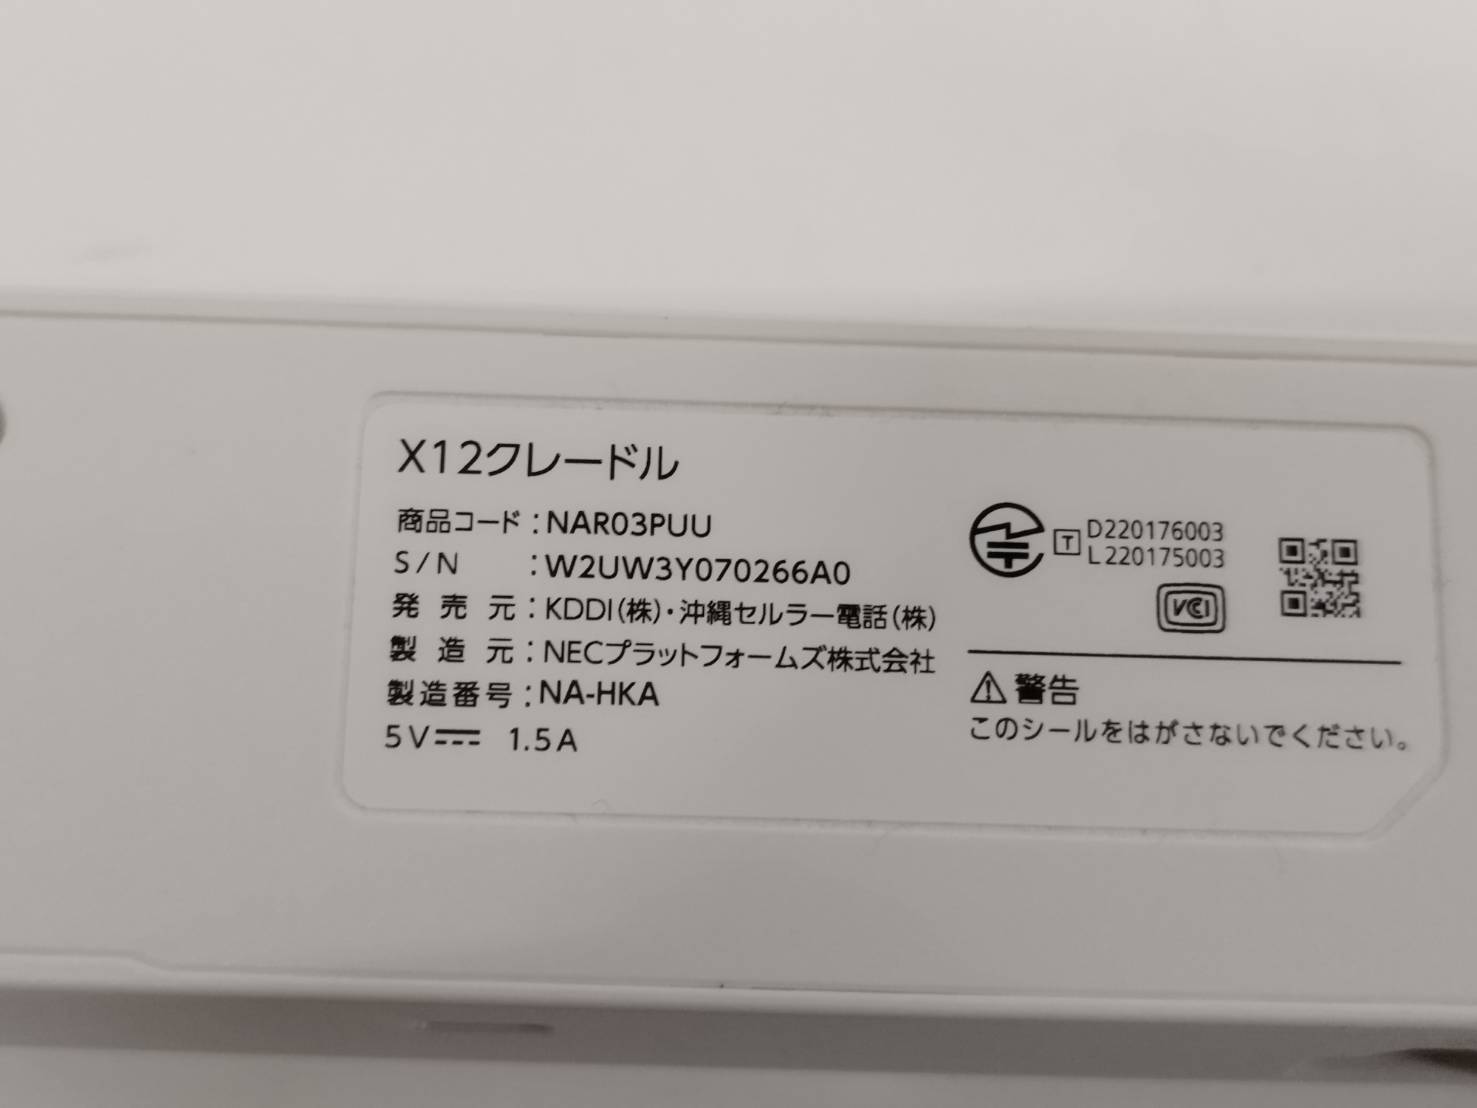 X12クレードル
商品コード：NAR03PUU
S/N ：W2UW3Y070266A0
発売元：KDDI(株)・沖縄セルラー電話(株)
製造元：NECプラットフォームズ株式会社
製造番号：NA-HKA
5V⎓ 1.5A
T D220176003
L220175003
VCCI
⚠警告
このシールをはがさないでください。